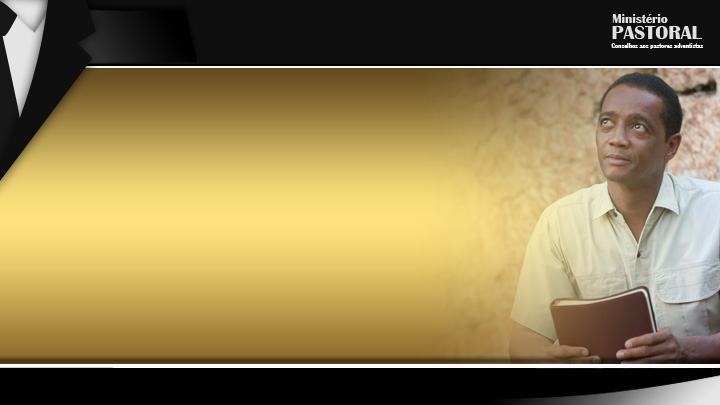 Ministério
PASTORAL
Conselhos aos pastores adventistas